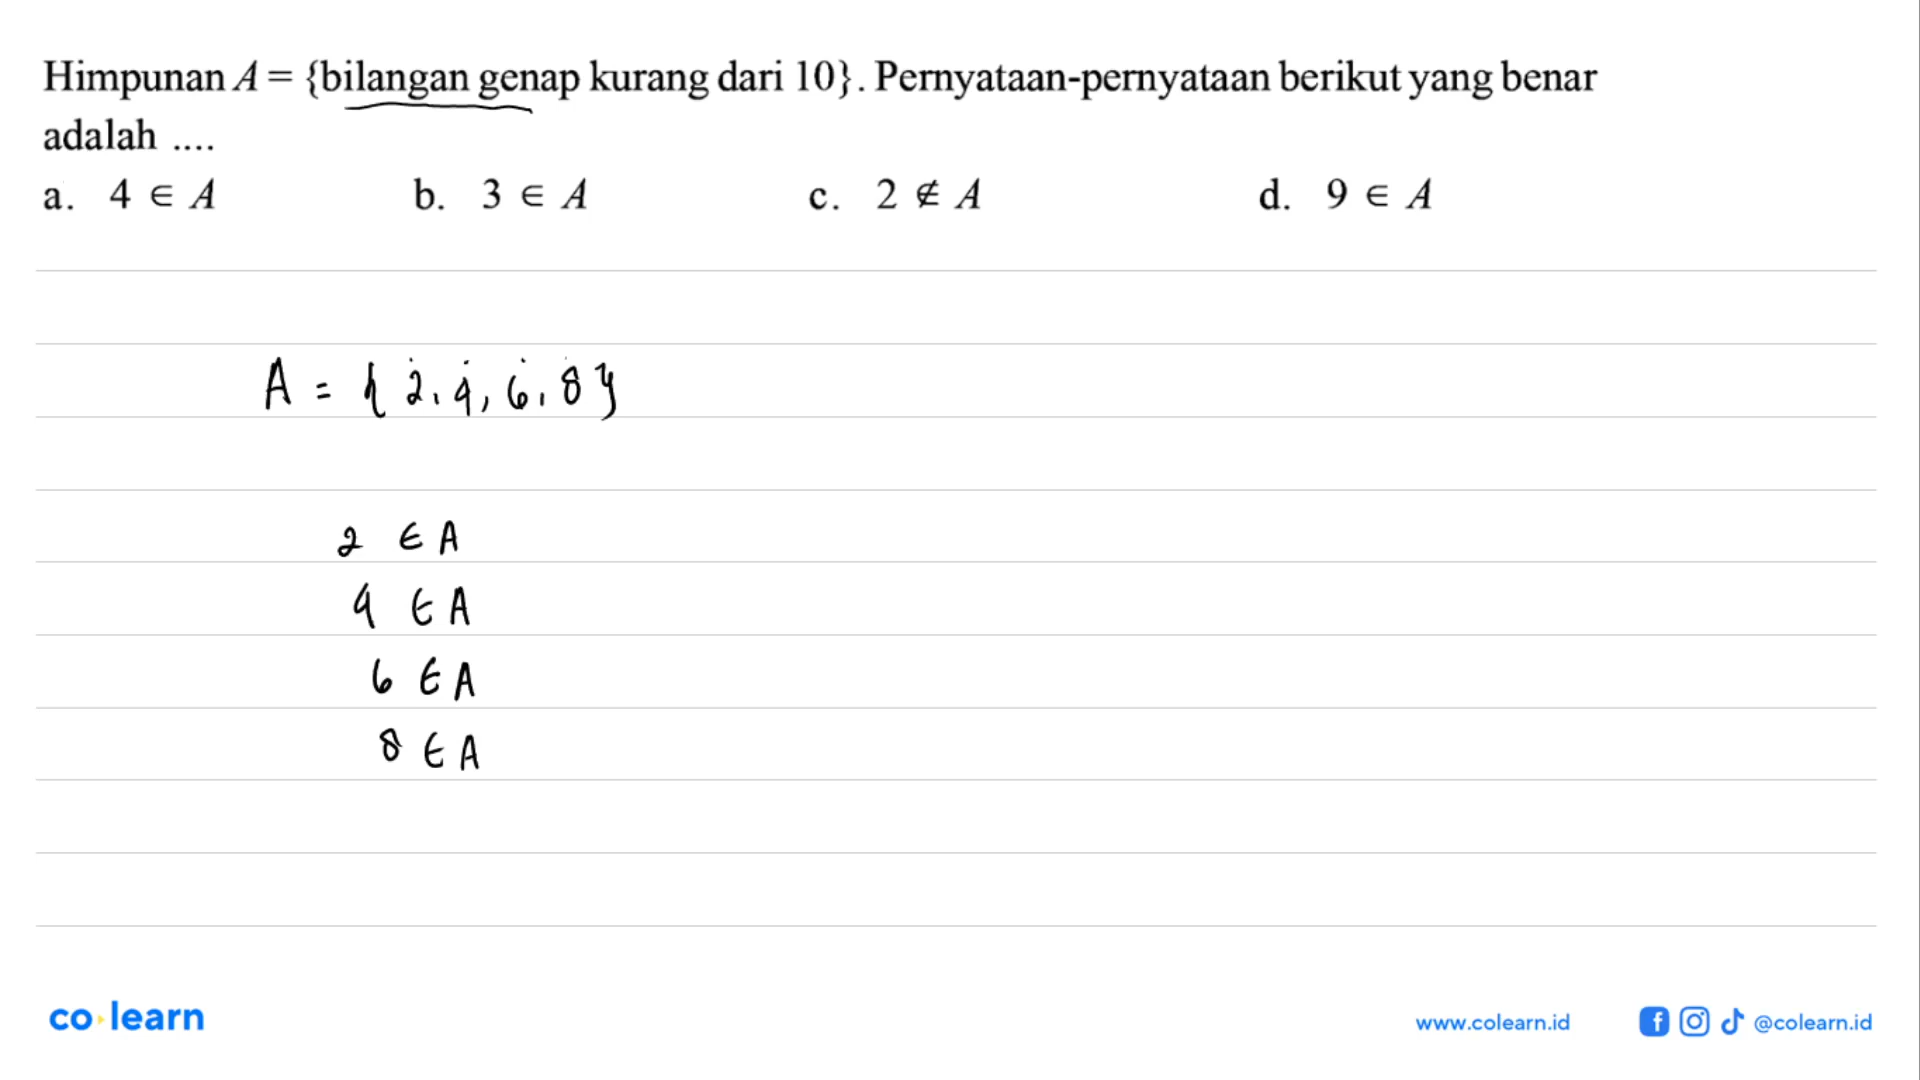 Himpunan A = {bilangan genap kurang dari 10}. Pernyataan-pernyataan berikut yang benar
adalah ....
a. 4 ∈ A b. 3 ∈ A c. 2 ∉ A d. 9 ∈ A
A = { 2, 4, 6, 8 }
2 ∈ A
4 ∈ A
6 ∈ A
8 ∈ A
co learn
www.colearn.id @colearn.id